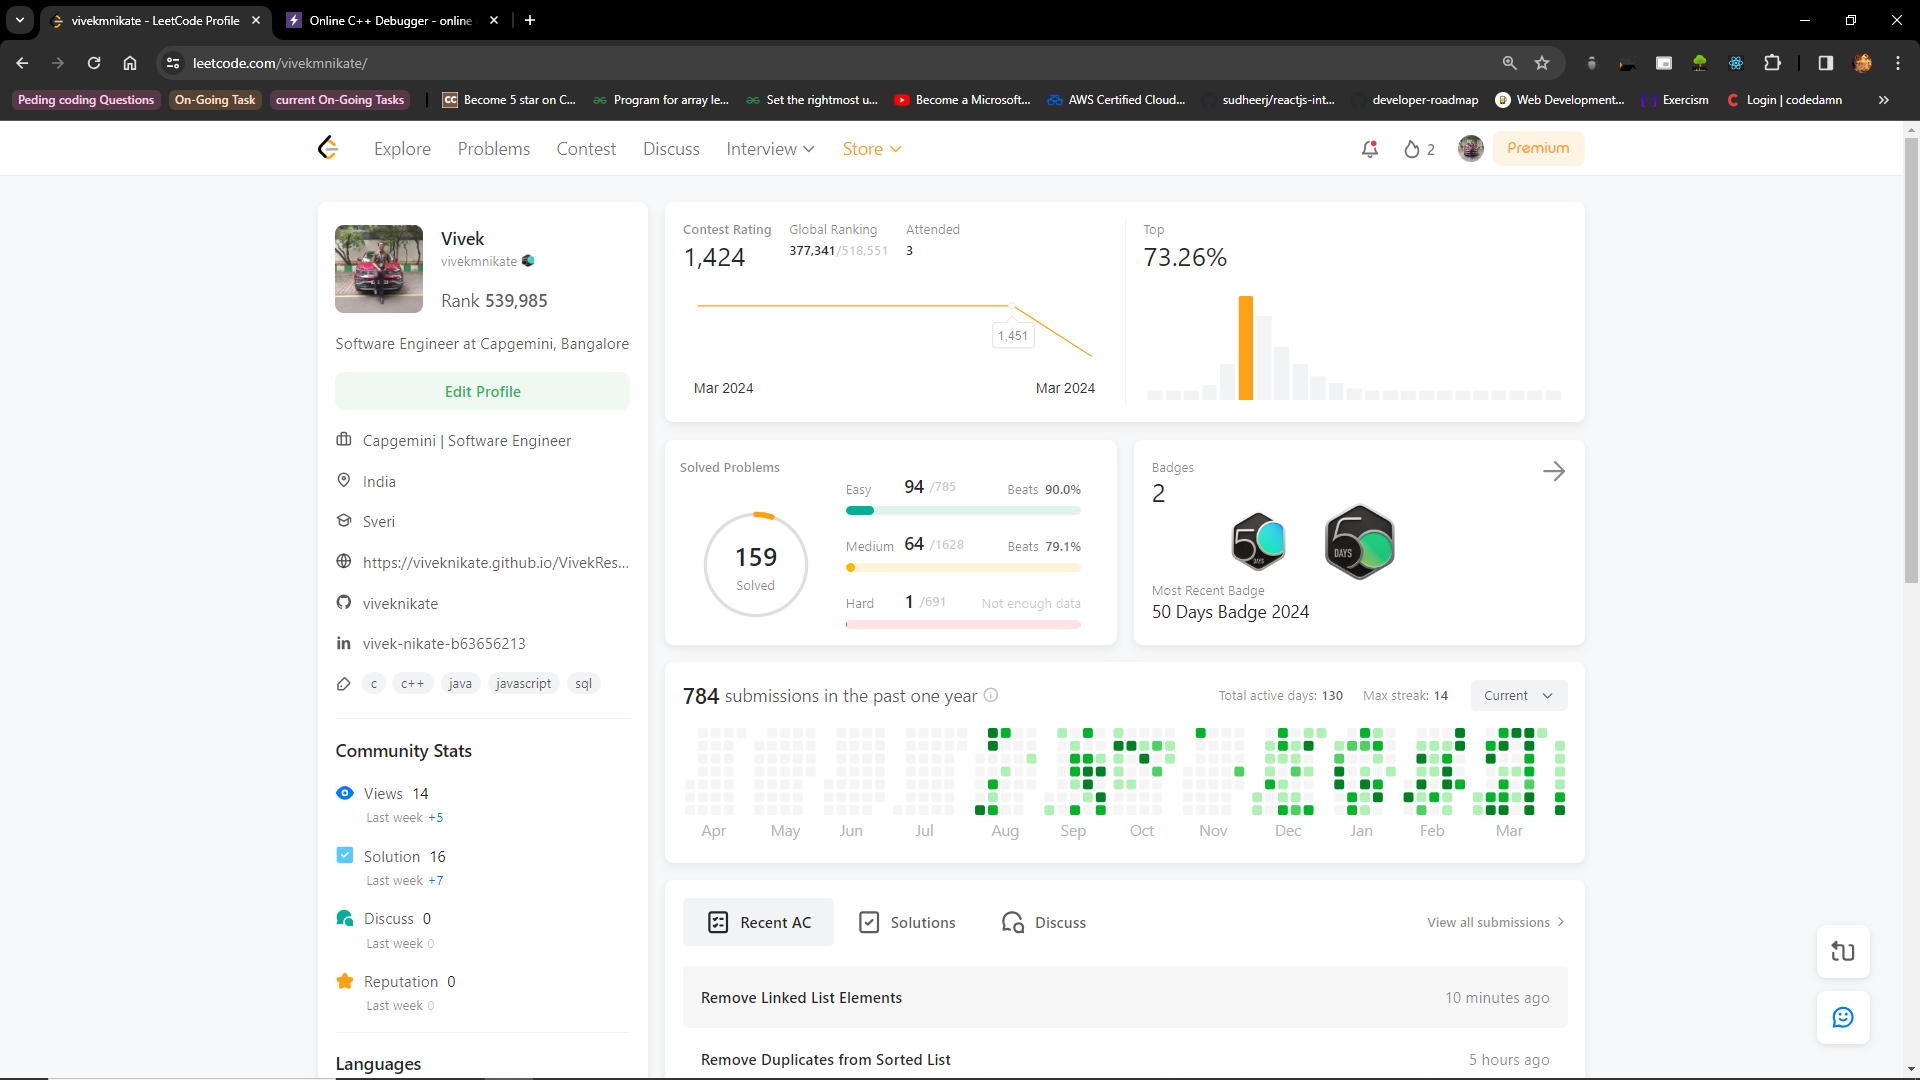 vivekmnikate - LeetCode Profile
Online C++ Debugger - online
leetcode.com/vivekmnikate/
Peding coding Questions
On-Going Task
current On-Going Tasks
CC Become 5 star on C...
Program for array le...
Set the rightmost u...
Become a Microsoft...
AWS Certified Cloud...
sudheerj/reactjs-int...
developer-roadmap
Web Development...
Exercism
Login | codedamn
Explore
Problems
Contest
Discuss
Interview
Store
2
Premium
Vivek
vivekmnikate
Rank 539,985
Software Engineer at Capgemini, Bangalore
Edit Profile
Capgemini | Software Engineer
India
Sveri
https://viveknikate.github.io/VivekRes...
viveknikate
vivek-nikate-b63656213
c
c++
java
javascript
sql
Community Stats
Views 14
Last week +5
Solution 16
Last week +7
Discuss 0
Last week 0
Reputation 0
Last week 0
Languages
Contest Rating
1,424
Global Ranking
377,341/518,551
Attended
3
1,451
Mar 2024
Mar 2024
Top
73.26%
Solved Problems
159
Solved
Easy 94 /785 Beats 90.0%
Medium 64 /1628 Beats 79.1%
Hard 1 /691 Not enough data
Badges
2
50
DAYS
50
DAYS
Most Recent Badge
50 Days Badge 2024
784 submissions in the past one year
Total active days: 130
Max streak: 14
Current
Apr
May
Jun
Jul
Aug
Sep
Oct
Nov
Dec
Jan
Feb
Mar
Recent AC
Solutions
Discuss
View all submissions
Remove Linked List Elements 10 minutes ago
Remove Duplicates from Sorted List 5 hours ago